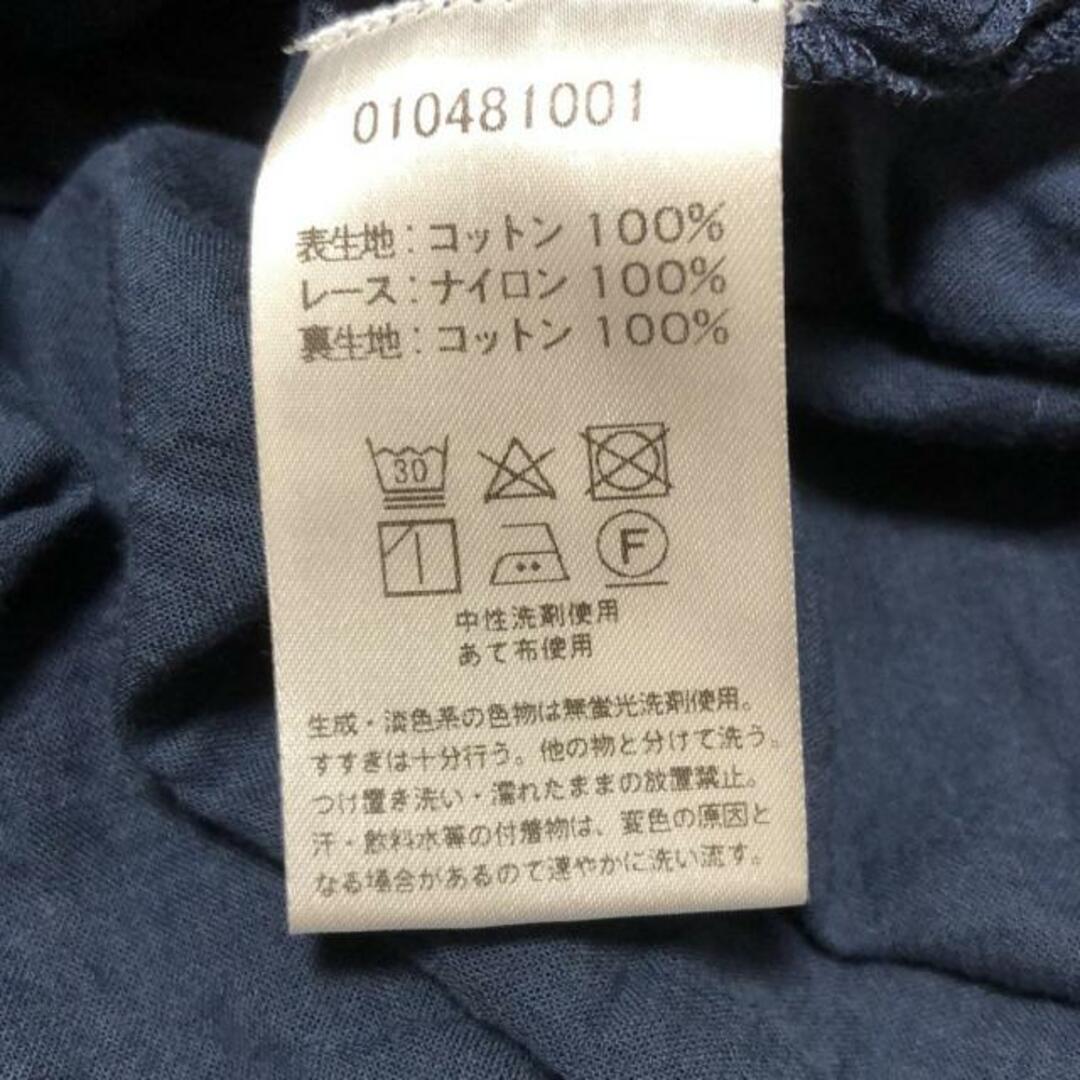 010481001
表生地：コットン 100%
レース：ナイロン 100%
裏生地：コットン 100%
30
F
中性洗剤使用
あて布使用
生成・淡色系の色物は無蛍光洗剤使用。
すすぎは十分行う。他の物と分けて洗う。
つけ置き洗い・濡れたままの放置禁止。
汗・飲料水等の付着物は、変色の原因と
なる場合があるので速やかに洗い流す。